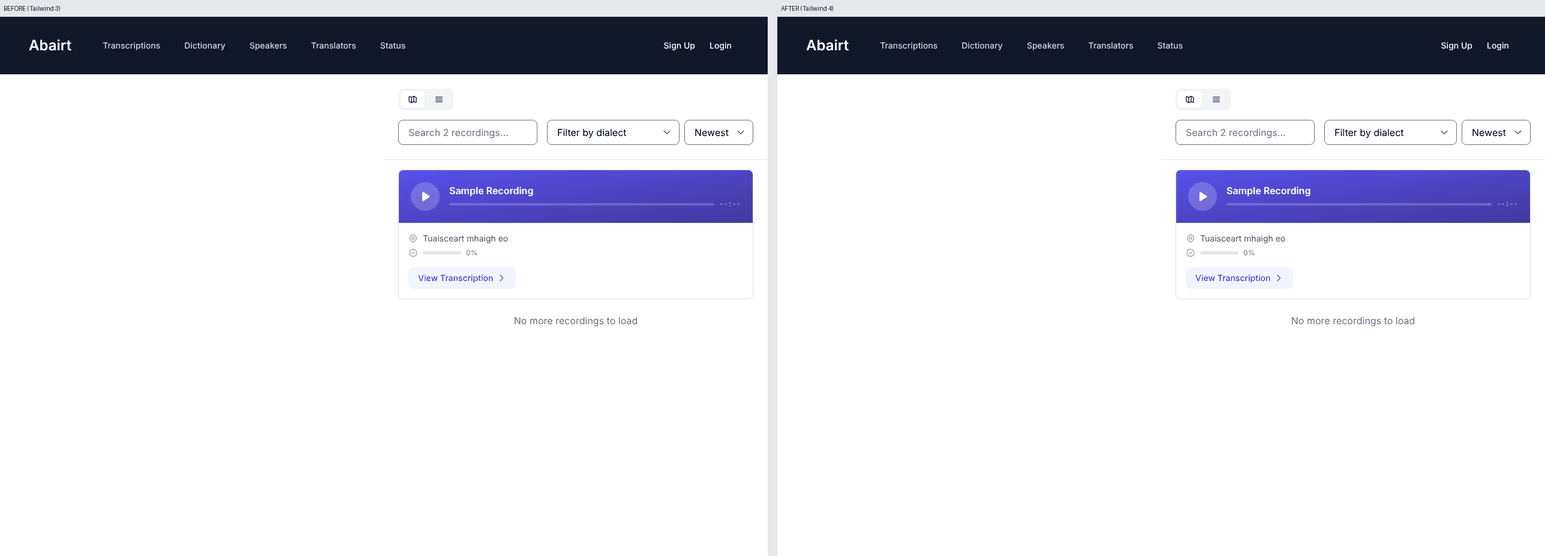 BEFORE (Tailwind 3)
Abairt Transcriptions Dictionary Speakers Translators Status Sign Up Login
Search 2 recordings... Filter by dialect Newest
Sample Recording
--:--
Tuaisceart mhaigh eo
0%
View Transcription
No more recordings to load
AFTER (Tailwind 4)
Abairt Transcriptions Dictionary Speakers Translators Status Sign Up Login
Search 2 recordings... Filter by dialect Newest
Sample Recording
--:--
Tuaisceart mhaigh eo
0%
View Transcription
No more recordings to load